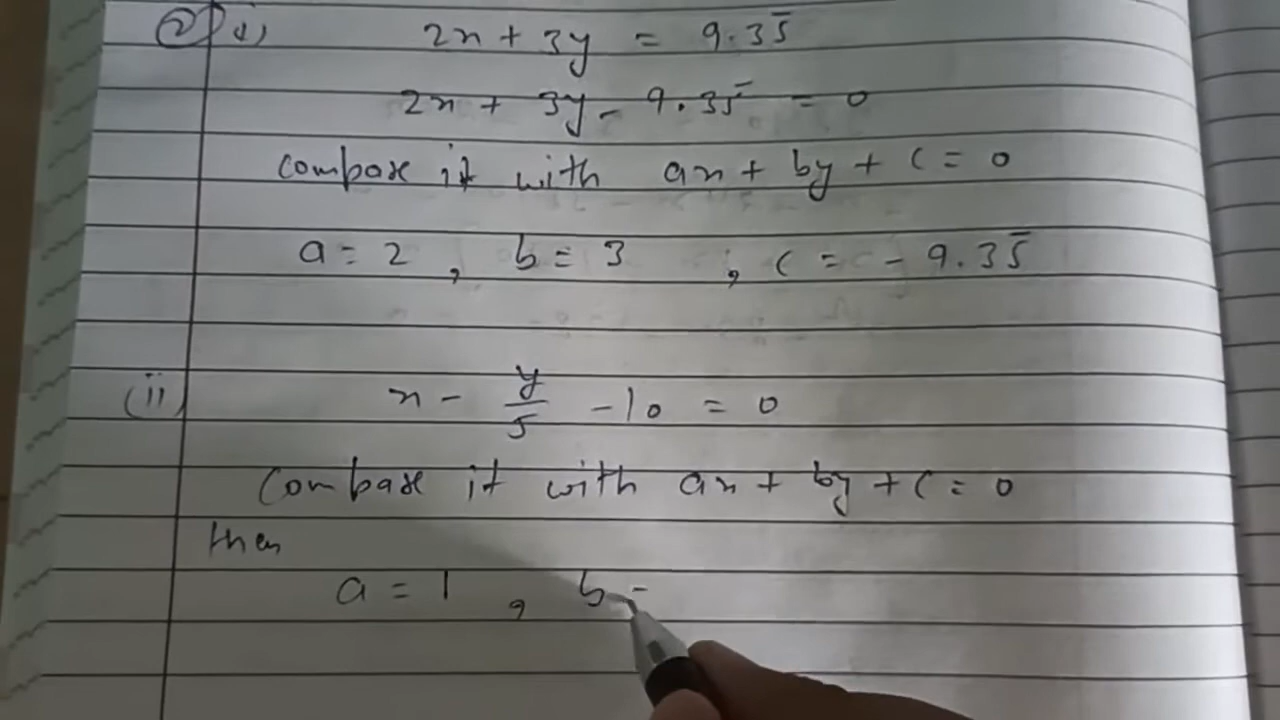 ② i) 2x + 3y = 9.35̅
2x + 3y - 9.35̅ = 0
Compare it with ax + by + c = 0
a = 2 , b = 3 , c = - 9.35̅
(ii) x - y/5 - 10 = 0
Compare it with ax + by + c = 0
then
a = 1 , b =